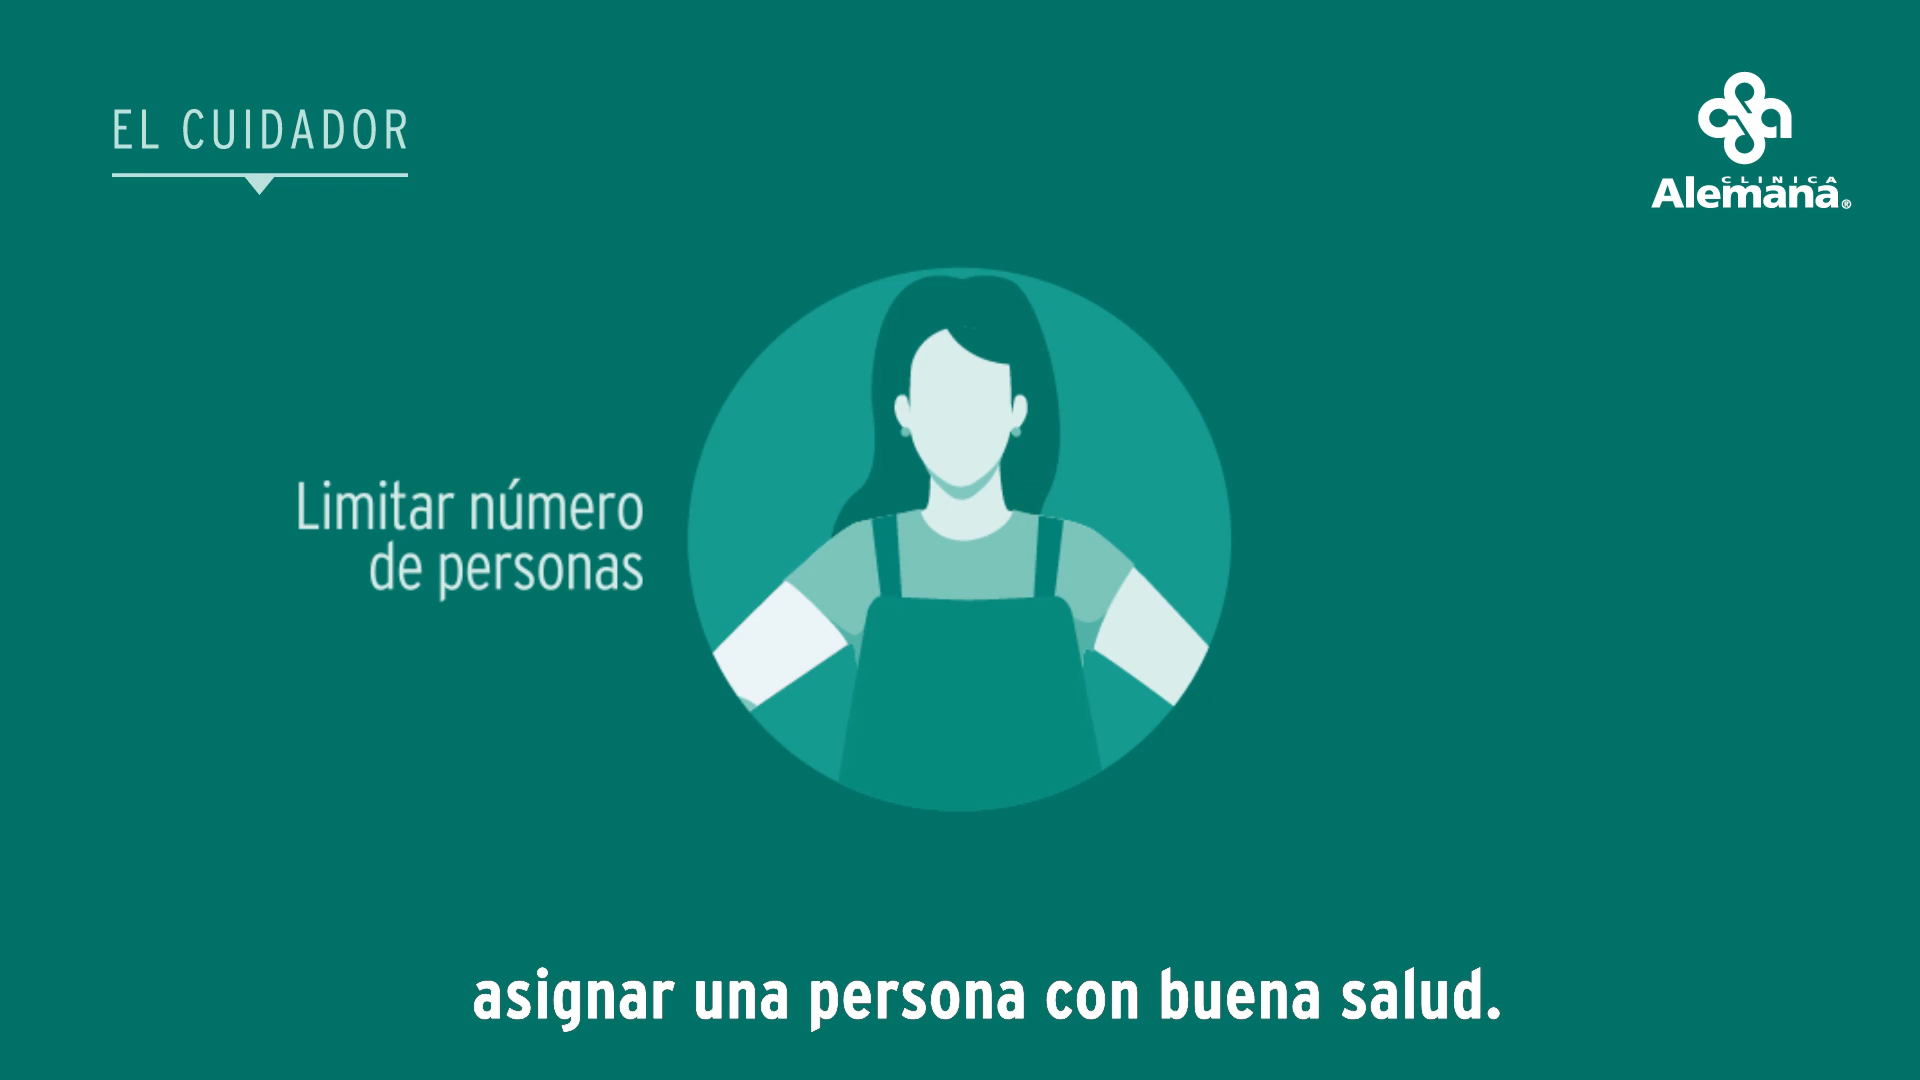 EL CUIDADOR
CLINICA
Alemana®
Limitar número
de personas
asignar una persona con buena salud.